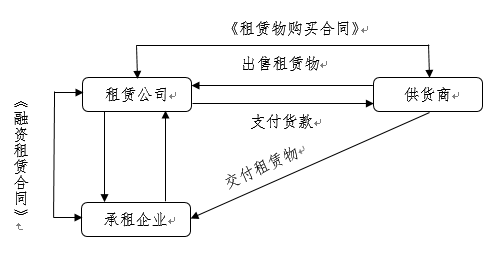 《租赁物购买合同》
出售租赁物
租赁公司
供货商
支付货款
《融资租赁合同》
交付租赁物
承租企业